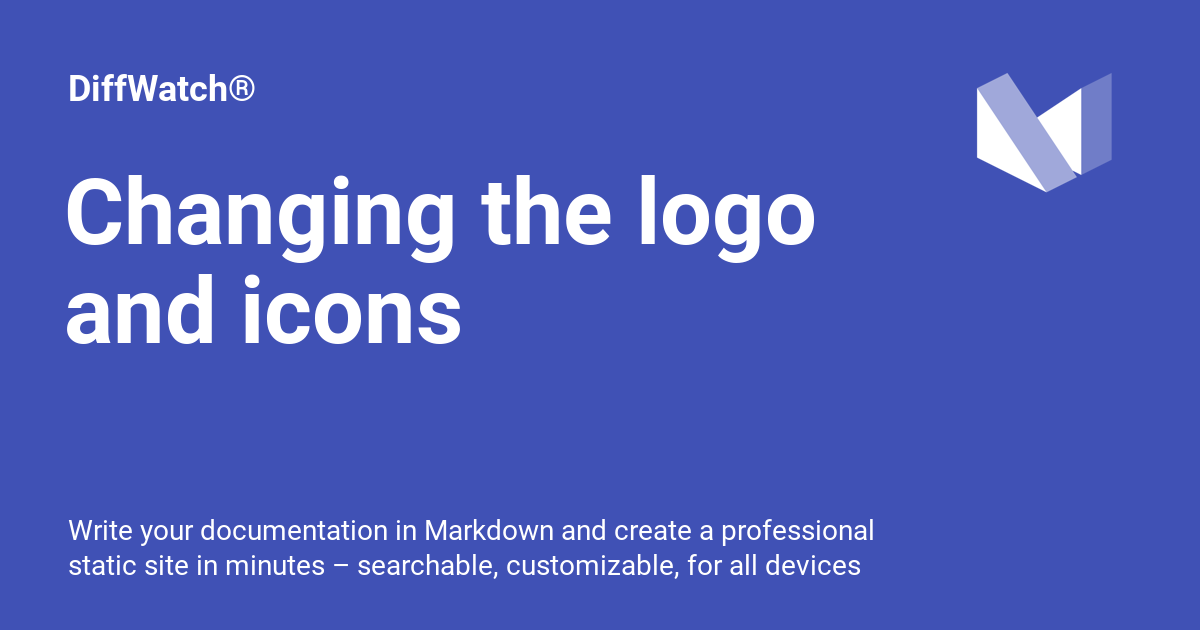 DiffWatch®
Changing the logo
and icons
Write your documentation in Markdown and create a professional
static site in minutes – searchable, customizable, for all devices